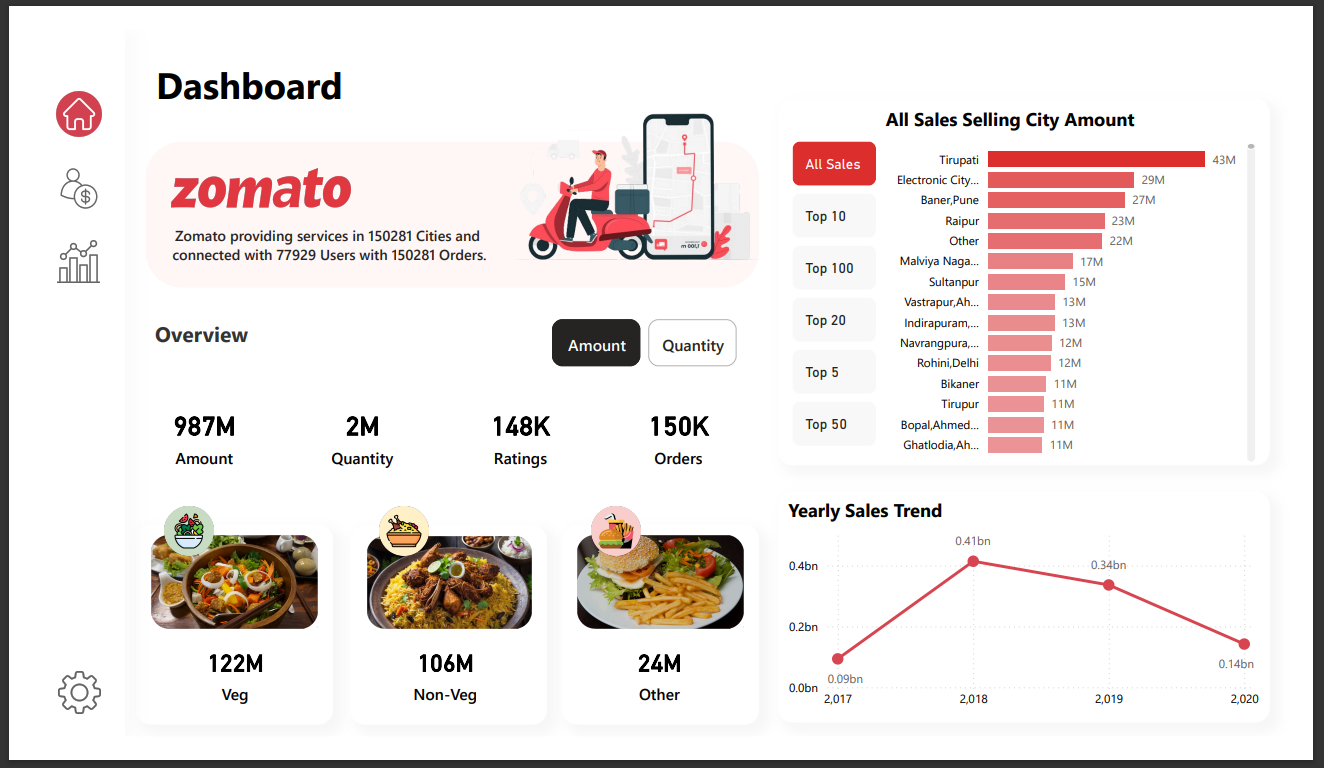 Dashboard
zomato
Zomato providing services in 150281 Cities and
connected with 77929 Users with 150281 Orders.
Overview
Amount
Quantity
987M
Amount
2M
Quantity
148K
Ratings
150K
Orders
122M
Veg
106M
Non-Veg
24M
Other
All Sales Selling City Amount
All Sales
Top 10
Top 100
Top 20
Top 5
Top 50
Tirupati 43M
Electronic City... 29M
Baner,Pune 27M
Raipur 23M
Other 22M
Malviya Naga... 17M
Sultanpur 15M
Vastrapur,Ah... 13M
Indirapuram,... 13M
Navrangpura,... 12M
Rohini,Delhi 12M
Bikaner 11M
Tirupur 11M
Bopal,Ahmed... 11M
Ghatlodia,Ah... 11M
Yearly Sales Trend
0.4bn
0.2bn
0.0bn
0.09bn
0.41bn
0.34bn
0.14bn
2,017
2,018
2,019
2,020